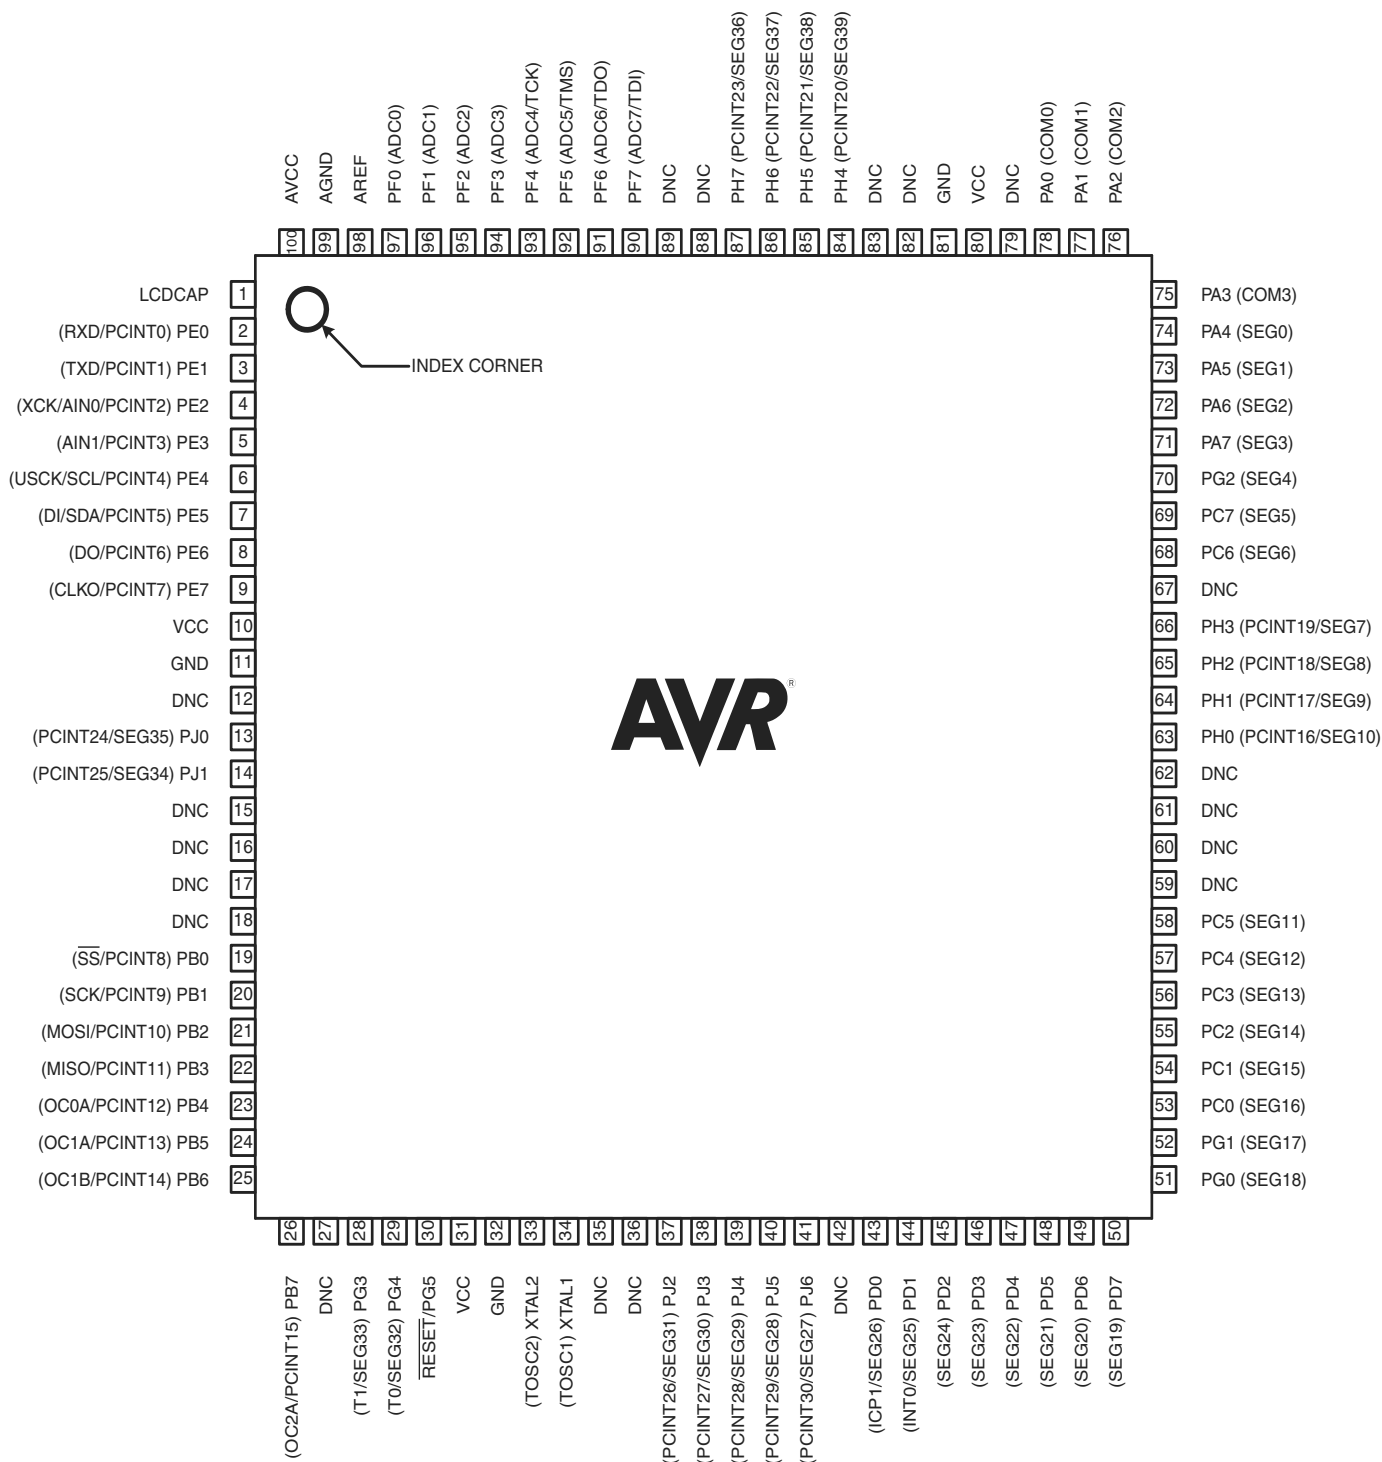 AVCC
AGND
AREF
PF0 (ADC0)
PF1 (ADC1)
PF2 (ADC2)
PF3 (ADC3)
PF4 (ADC4/TCK)
PF5 (ADC5/TMS)
PF6 (ADC6/TDO)
PF7 (ADC7/TDI)
DNC
DNC
PH7 (PCINT23/SEG36)
PH6 (PCINT22/SEG37)
PH5 (PCINT21/SEG38)
PH4 (PCINT20/SEG39)
DNC
DNC
GND
VCC
DNC
PA0 (COM0)
PA1 (COM1)
PA2 (COM2)
100
99
98
97
96
95
94
93
92
91
90
89
88
87
86
85
84
83
82
81
80
79
78
77
76
LCDCAP 1
(RXD/PCINT0) PE0 2
(TXD/PCINT1) PE1 3
(XCK/AIN0/PCINT2) PE2 4
(AIN1/PCINT3) PE3 5
(USCK/SCL/PCINT4) PE4 6
(DI/SDA/PCINT5) PE5 7
(DO/PCINT6) PE6 8
(CLKO/PCINT7) PE7 9
VCC 10
GND 11
DNC 12
(PCINT24/SEG35) PJ0 13
(PCINT25/SEG34) PJ1 14
DNC 15
DNC 16
DNC 17
DNC 18
(SS/PCINT8) PB0 19
(SCK/PCINT9) PB1 20
(MOSI/PCINT10) PB2 21
(MISO/PCINT11) PB3 22
(OC0A/PCINT12) PB4 23
(OC1A/PCINT13) PB5 24
(OC1B/PCINT14) PB6 25
INDEX CORNER
AVR®
75 PA3 (COM3)
74 PA4 (SEG0)
73 PA5 (SEG1)
72 PA6 (SEG2)
71 PA7 (SEG3)
70 PG2 (SEG4)
69 PC7 (SEG5)
68 PC6 (SEG6)
67 DNC
66 PH3 (PCINT19/SEG7)
65 PH2 (PCINT18/SEG8)
64 PH1 (PCINT17/SEG9)
63 PH0 (PCINT16/SEG10)
62 DNC
61 DNC
60 DNC
59 DNC
58 PC5 (SEG11)
57 PC4 (SEG12)
56 PC3 (SEG13)
55 PC2 (SEG14)
54 PC1 (SEG15)
53 PC0 (SEG16)
52 PG1 (SEG17)
51 PG0 (SEG18)
26
27
28
29
30
31
32
33
34
35
36
37
38
39
40
41
42
43
44
45
46
47
48
49
50
(OC2A/PCINT15) PB7
DNC
(T1/SEG33) PG3
(T0/SEG32) PG4
RESET/PG5
VCC
GND
(TOSC2) XTAL2
(TOSC1) XTAL1
DNC
DNC
(PCINT26/SEG31) PJ2
(PCINT27/SEG30) PJ3
(PCINT28/SEG29) PJ4
(PCINT29/SEG28) PJ5
(PCINT30/SEG27) PJ6
DNC
(ICP1/SEG26) PD0
(INT0/SEG25) PD1
(SEG24) PD2
(SEG23) PD3
(SEG22) PD4
(SEG21) PD5
(SEG20) PD6
(SEG19) PD7